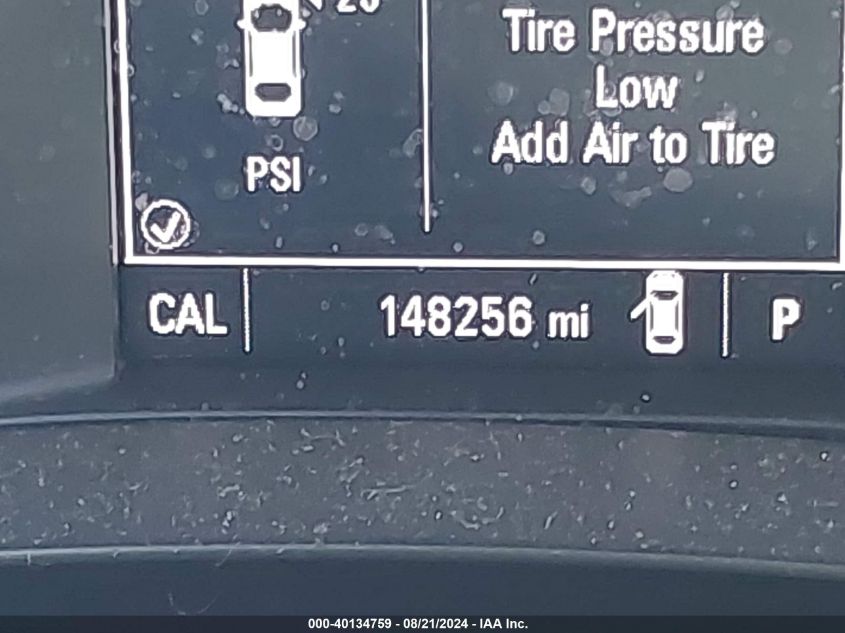 Tire Pressure
Low
Add Air to Tire
PSI
CAL
148256 mi
P
000-40134759 - 08/21/2024 - IAA Inc.